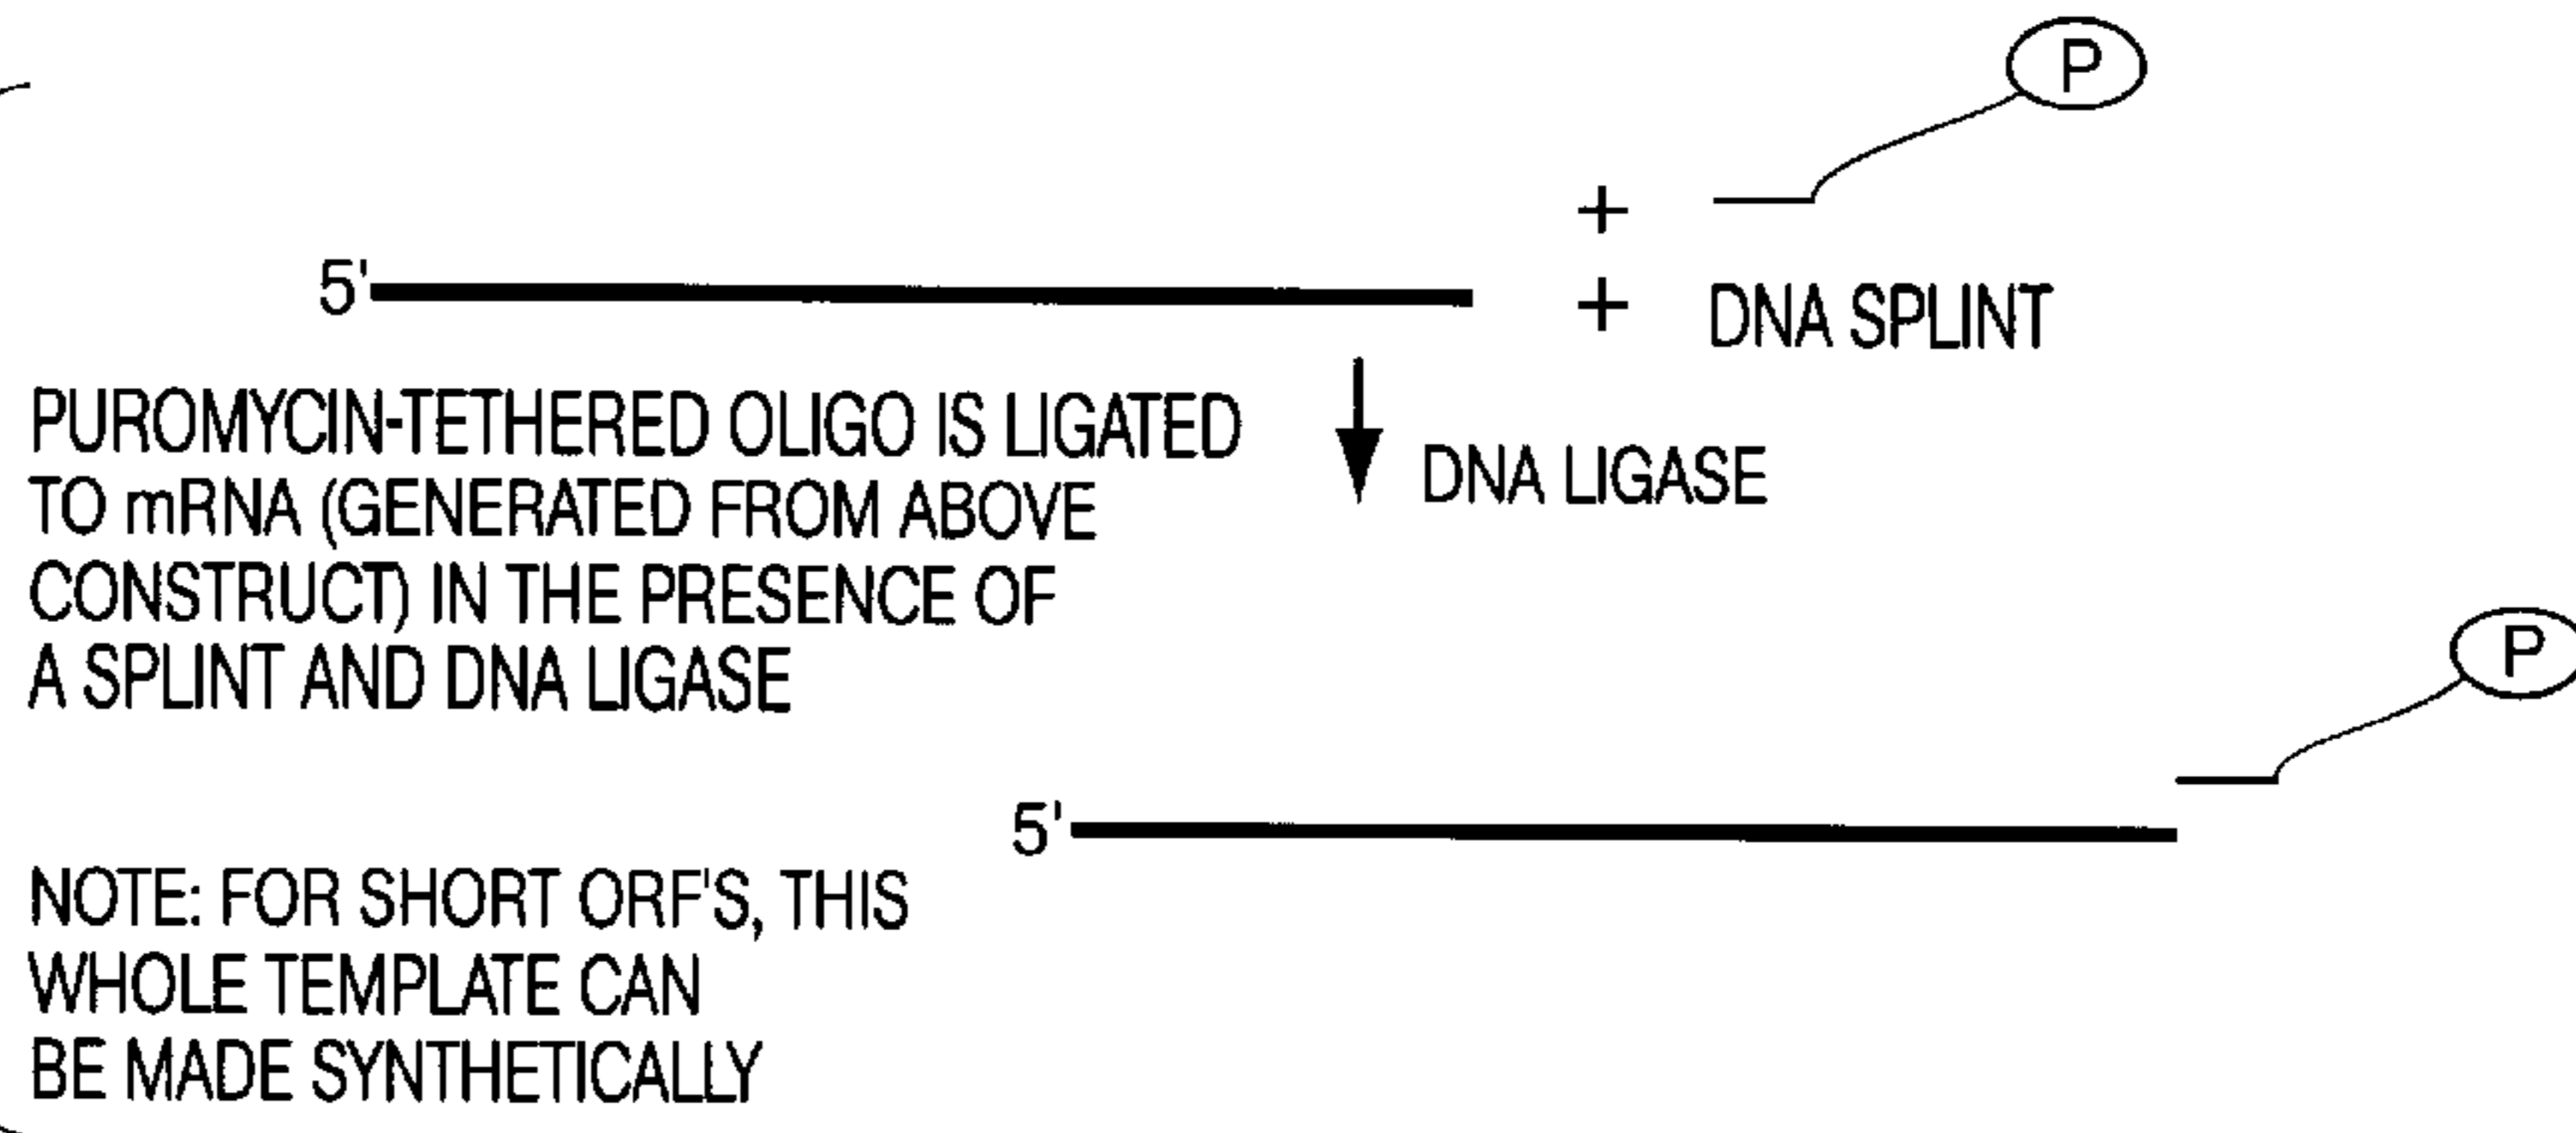 P
+
5'
+ DNA SPLINT
PUROMYCIN-TETHERED OLIGO IS LIGATED
TO mRNA (GENERATED FROM ABOVE
CONSTRUCT) IN THE PRESENCE OF
A SPLINT AND DNA LIGASE
DNA LIGASE
P
5'
NOTE: FOR SHORT ORF'S, THIS
WHOLE TEMPLATE CAN
BE MADE SYNTHETICALLY